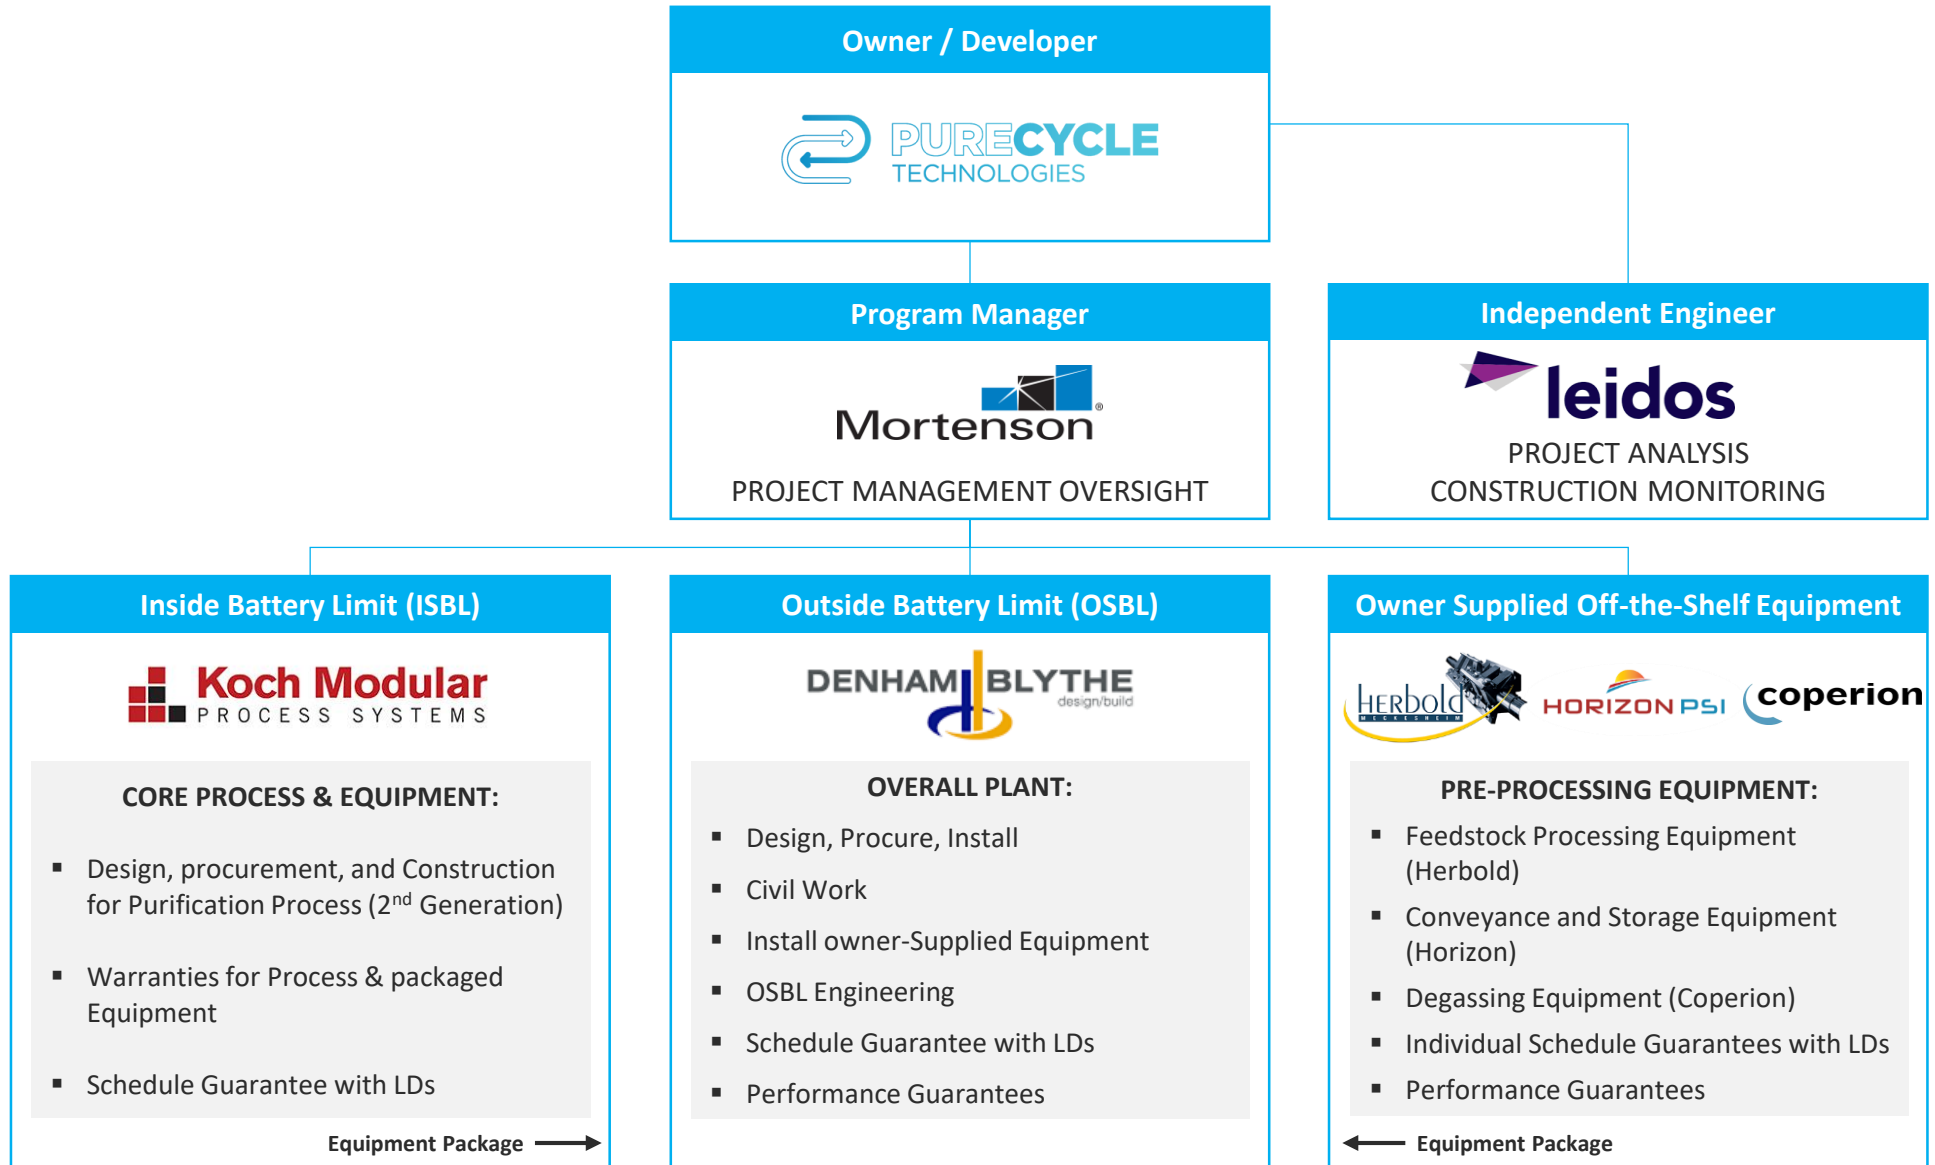 Owner / Developer
PURECYCLE
TECHNOLOGIES
Program Manager
Mortenson®
PROJECT MANAGEMENT OVERSIGHT
Independent Engineer
leidos
PROJECT ANALYSIS
CONSTRUCTION MONITORING
Inside Battery Limit (ISBL)
Koch Modular
PROCESS SYSTEMS
CORE PROCESS & EQUIPMENT:
▪ Design, procurement, and Construction
for Purification Process (2nd Generation)
▪ Warranties for Process & packaged
Equipment
▪ Schedule Guarantee with LDs
Equipment Package
Outside Battery Limit (OSBL)
DENHAM BLYTHE
design/build
OVERALL PLANT:
▪ Design, Procure, Install
▪ Civil Work
▪ Install owner-Supplied Equipment
▪ OSBL Engineering
▪ Schedule Guarantee with LDs
▪ Performance Guarantees
Owner Supplied Off-the-Shelf Equipment
HERBOLD
MECKESHEIM
HORIZON PSI
coperion
PRE-PROCESSING EQUIPMENT:
▪ Feedstock Processing Equipment
(Herbold)
▪ Conveyance and Storage Equipment
(Horizon)
▪ Degassing Equipment (Coperion)
▪ Individual Schedule Guarantees with LDs
▪ Performance Guarantees
Equipment Package